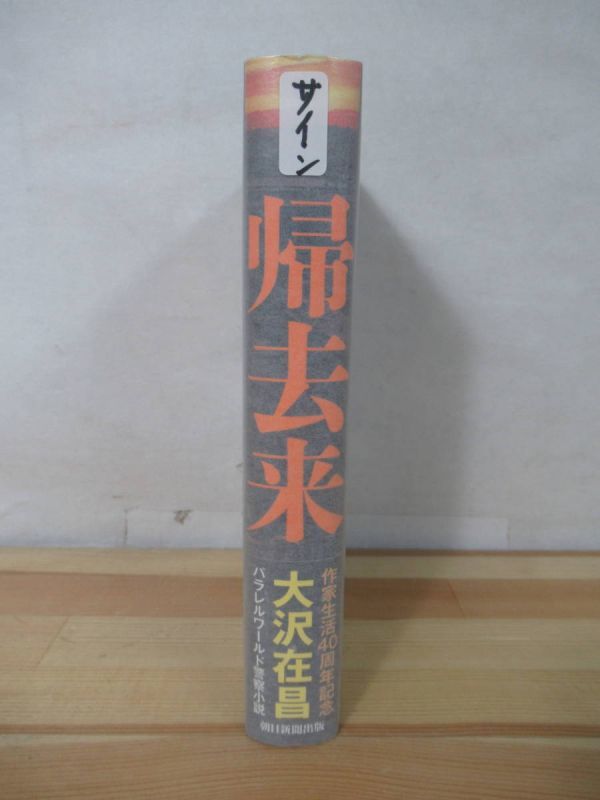 サイン
帰去来
作家生活40周年記念
大沢在昌
パラレルワールド警察小説
朝日新聞出版